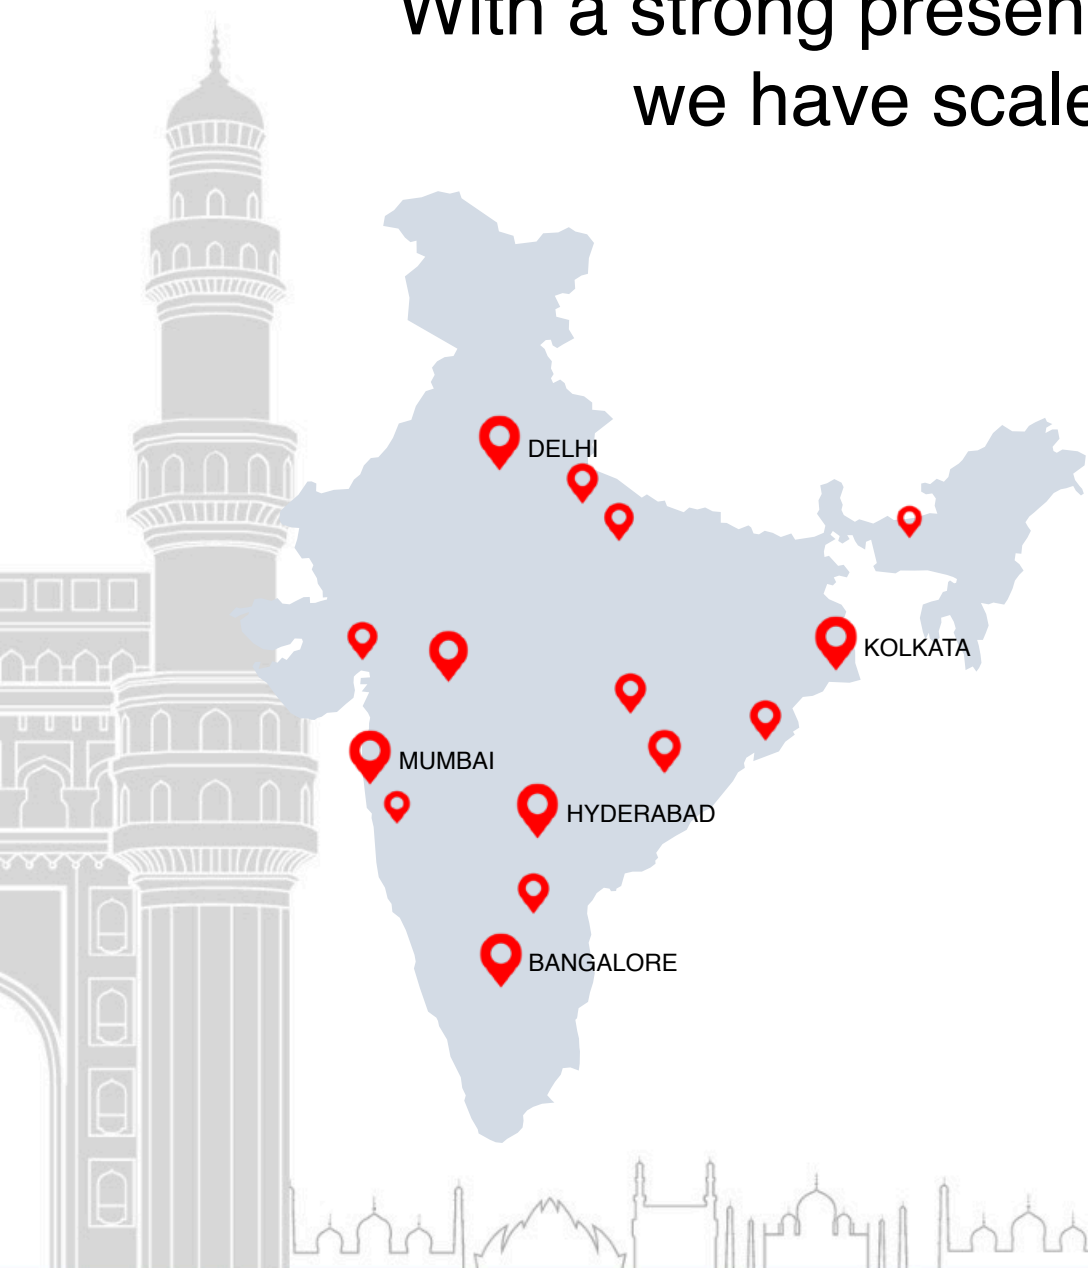 With a strong presen
we have scale
DELHI
KOLKATA
MUMBAI
HYDERABAD
BANGALORE